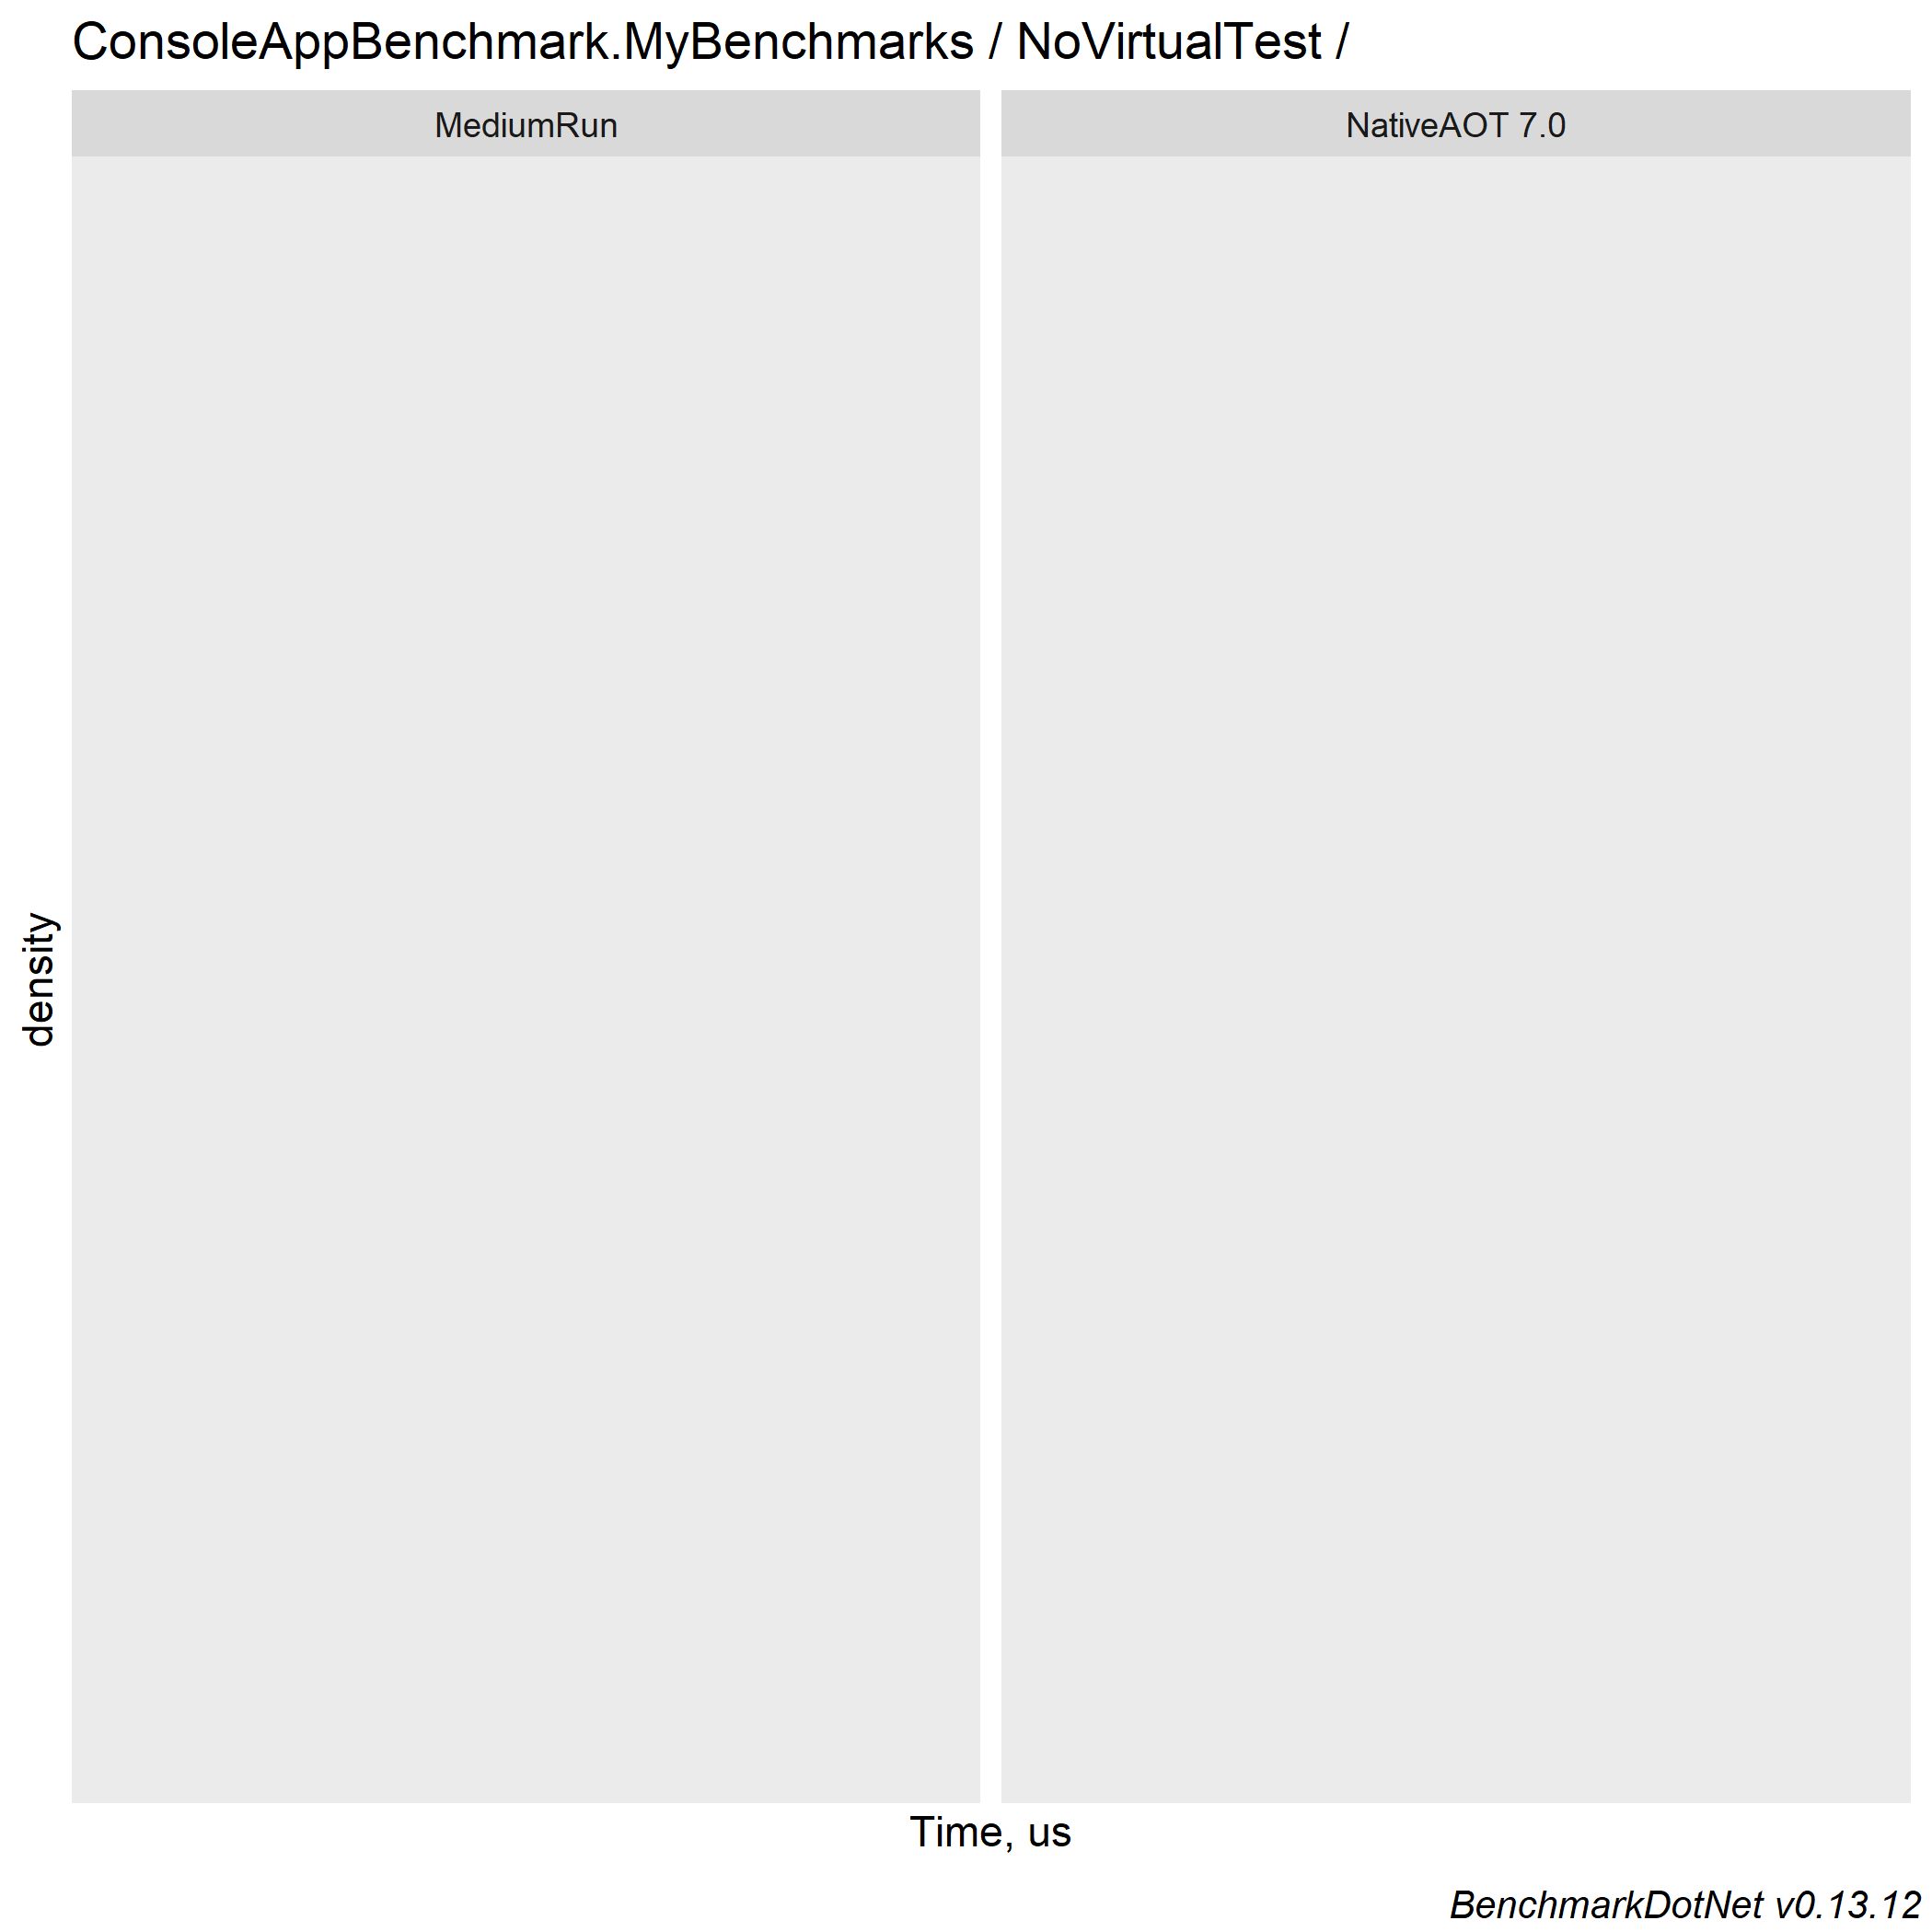 ConsoleAppBenchmark.MyBenchmarks / NoVirtualTest /
MediumRun
NativeAOT 7.0
density
Time, us
BenchmarkDotNet v0.13.12